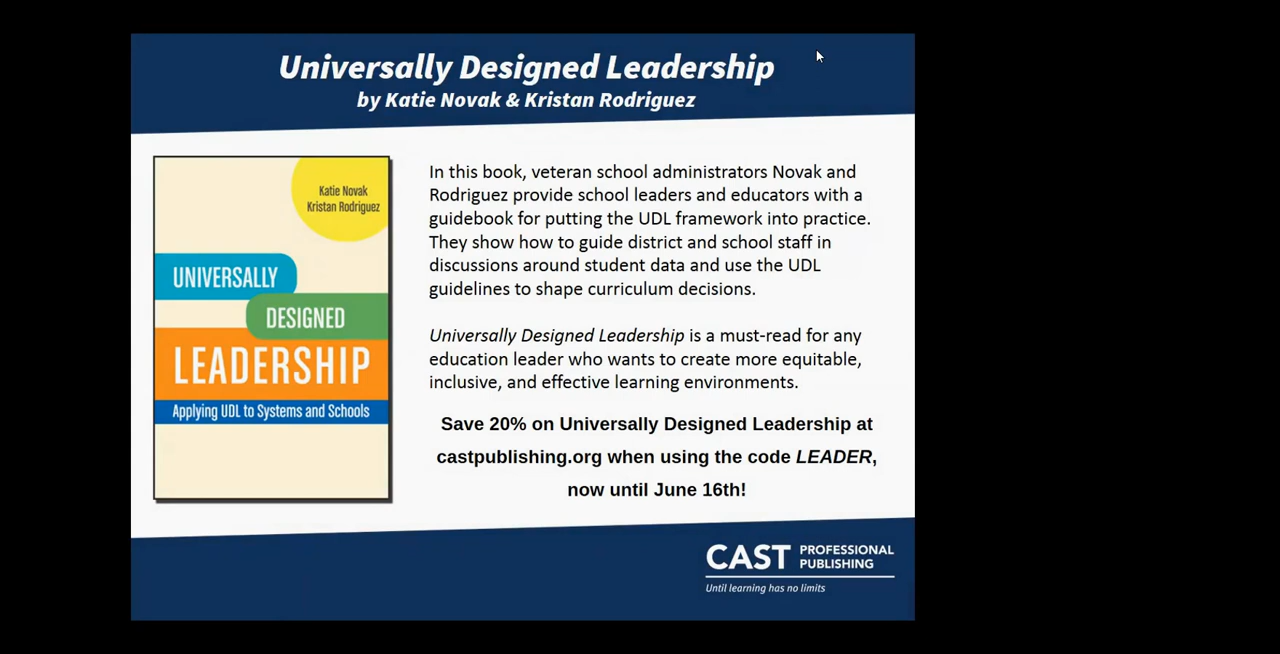 Universally Designed Leadership
by Katie Novak & Kristan Rodriguez
Katie Novak
Kristan Rodriguez
UNIVERSALLY
DESIGNED
LEADERSHIP
Applying UDL to Systems and Schools
In this book, veteran school administrators Novak and
Rodriguez provide school leaders and educators with a
guidebook for putting the UDL framework into practice.
They show how to guide district and school staff in
discussions around student data and use the UDL
guidelines to shape curriculum decisions.
Universally Designed Leadership is a must-read for any
education leader who wants to create more equitable,
inclusive, and effective learning environments.
Save 20% on Universally Designed Leadership at
castpublishing.org when using the code LEADER,
now until June 16th!
CAST PROFESSIONAL
PUBLISHING
Until learning has no limits